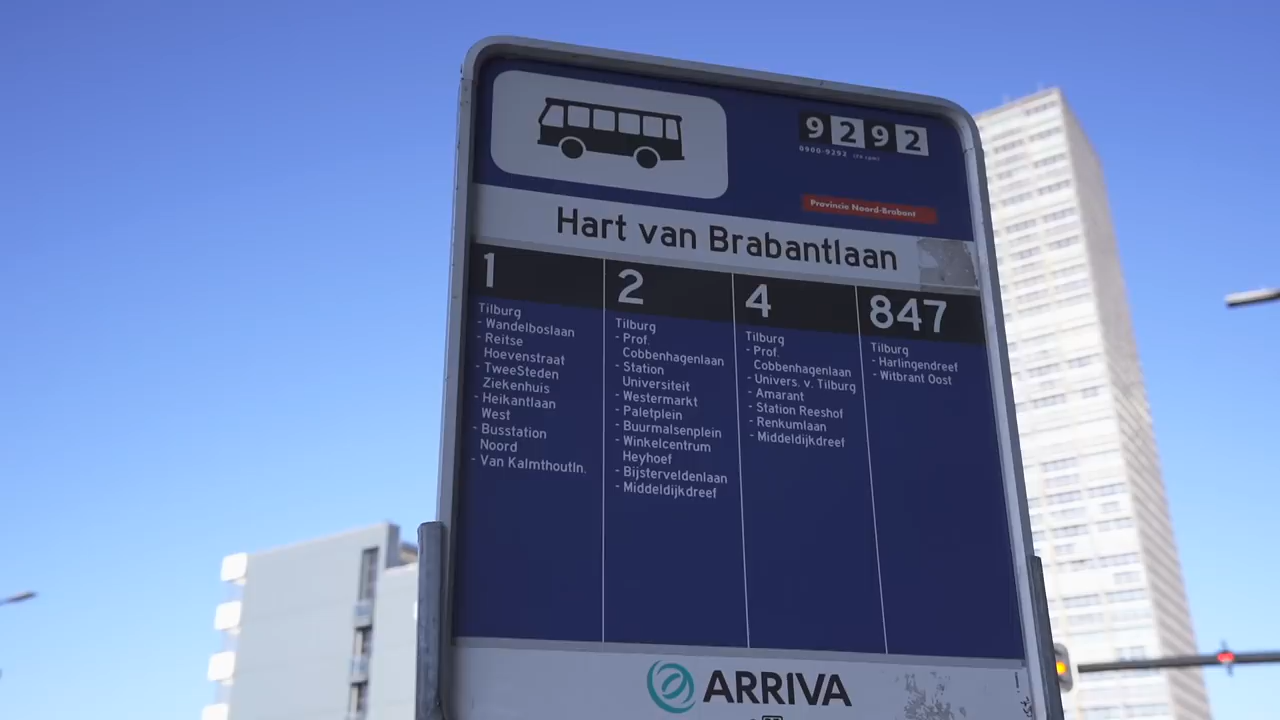 9292
0900-9292
Provincie Noord-Brabant
Hart van Brabantlaan
1
Tilburg
- Wandelboslaan
- Reitse
Hoevenstraat
- TweeSteden
Ziekenhuis
- Heikantlaan
West
- Busstation
Noord
- Van Kalmthoutln.
2
Tilburg
- Prof.
Cobbenhagenlaan
- Station
Universiteit
- Westermarkt
- Paletplein
- Buurmalsenplein
- Winkelcentrum
Heyhoef
- Bijsterveldenlaan
- Middeldijkdreef
4
Tilburg
- Prof.
Cobbenhagenlaan
- Univers. v. Tilburg
- Amarant
- Station Reeshof
- Renkumlaan
- Middeldijkdreef
847
Tilburg
- Harlingendreef
- Witbrant Oost
ARRIVA